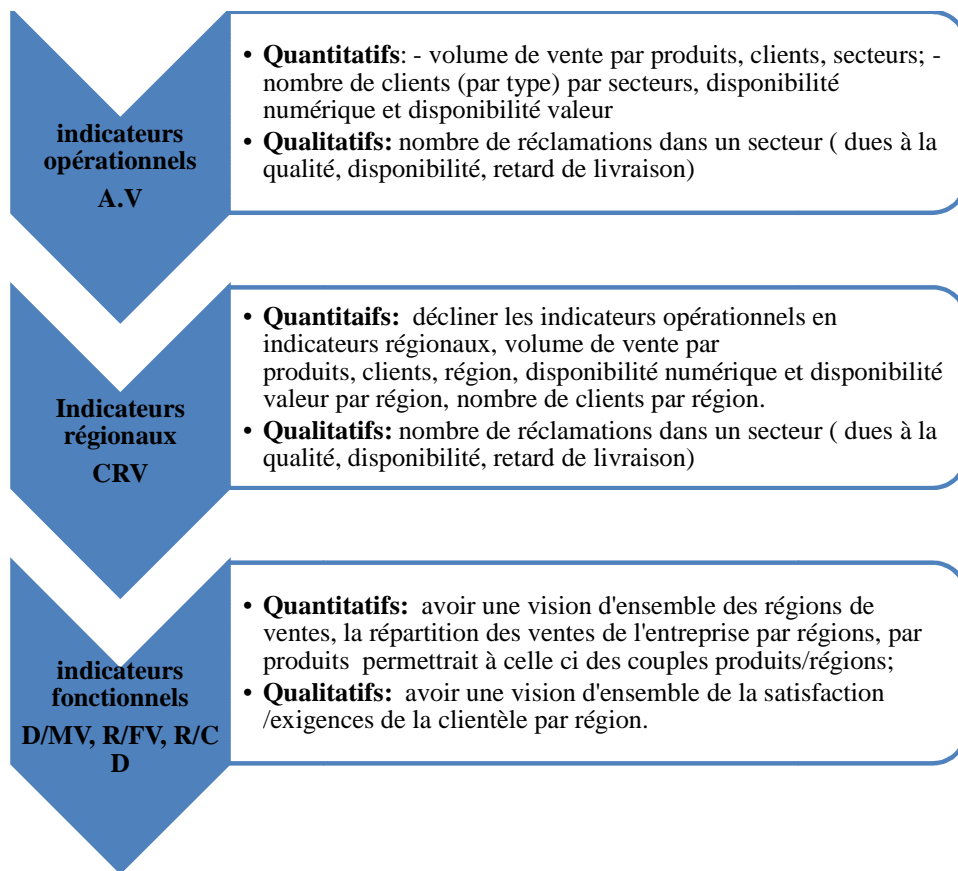 indicateurs
opérationnels
A.V
• Quantitatifs: - volume de vente par produits, clients, secteurs; -
nombre de clients (par type) par secteurs, disponibilité
numérique et disponibilité valeur
• Qualitatifs: nombre de réclamations dans un secteur ( dues à la
qualité, disponibilité, retard de livraison)
Indicateurs
régionaux
CRV
• Quantitaifs: décliner les indicateurs opérationnels en
indicateurs régionaux, volume de vente par
produits, clients, région, disponibilité numérique et disponibilité
valeur par région, nombre de clients par région.
• Qualitatifs: nombre de réclamations dans un secteur ( dues à la
qualité, disponibilité, retard de livraison)
indicateurs
fonctionnels
D/MV, R/FV, R/C
D
• Quantitatifs: avoir une vision d'ensemble des régions de
ventes, la répartition des ventes de l'entreprise par régions, par
produits permettrait à celle ci des couples produits/régions;
• Qualitatifs: avoir une vision d'ensemble de la satisfaction
/exigences de la clientèle par région.